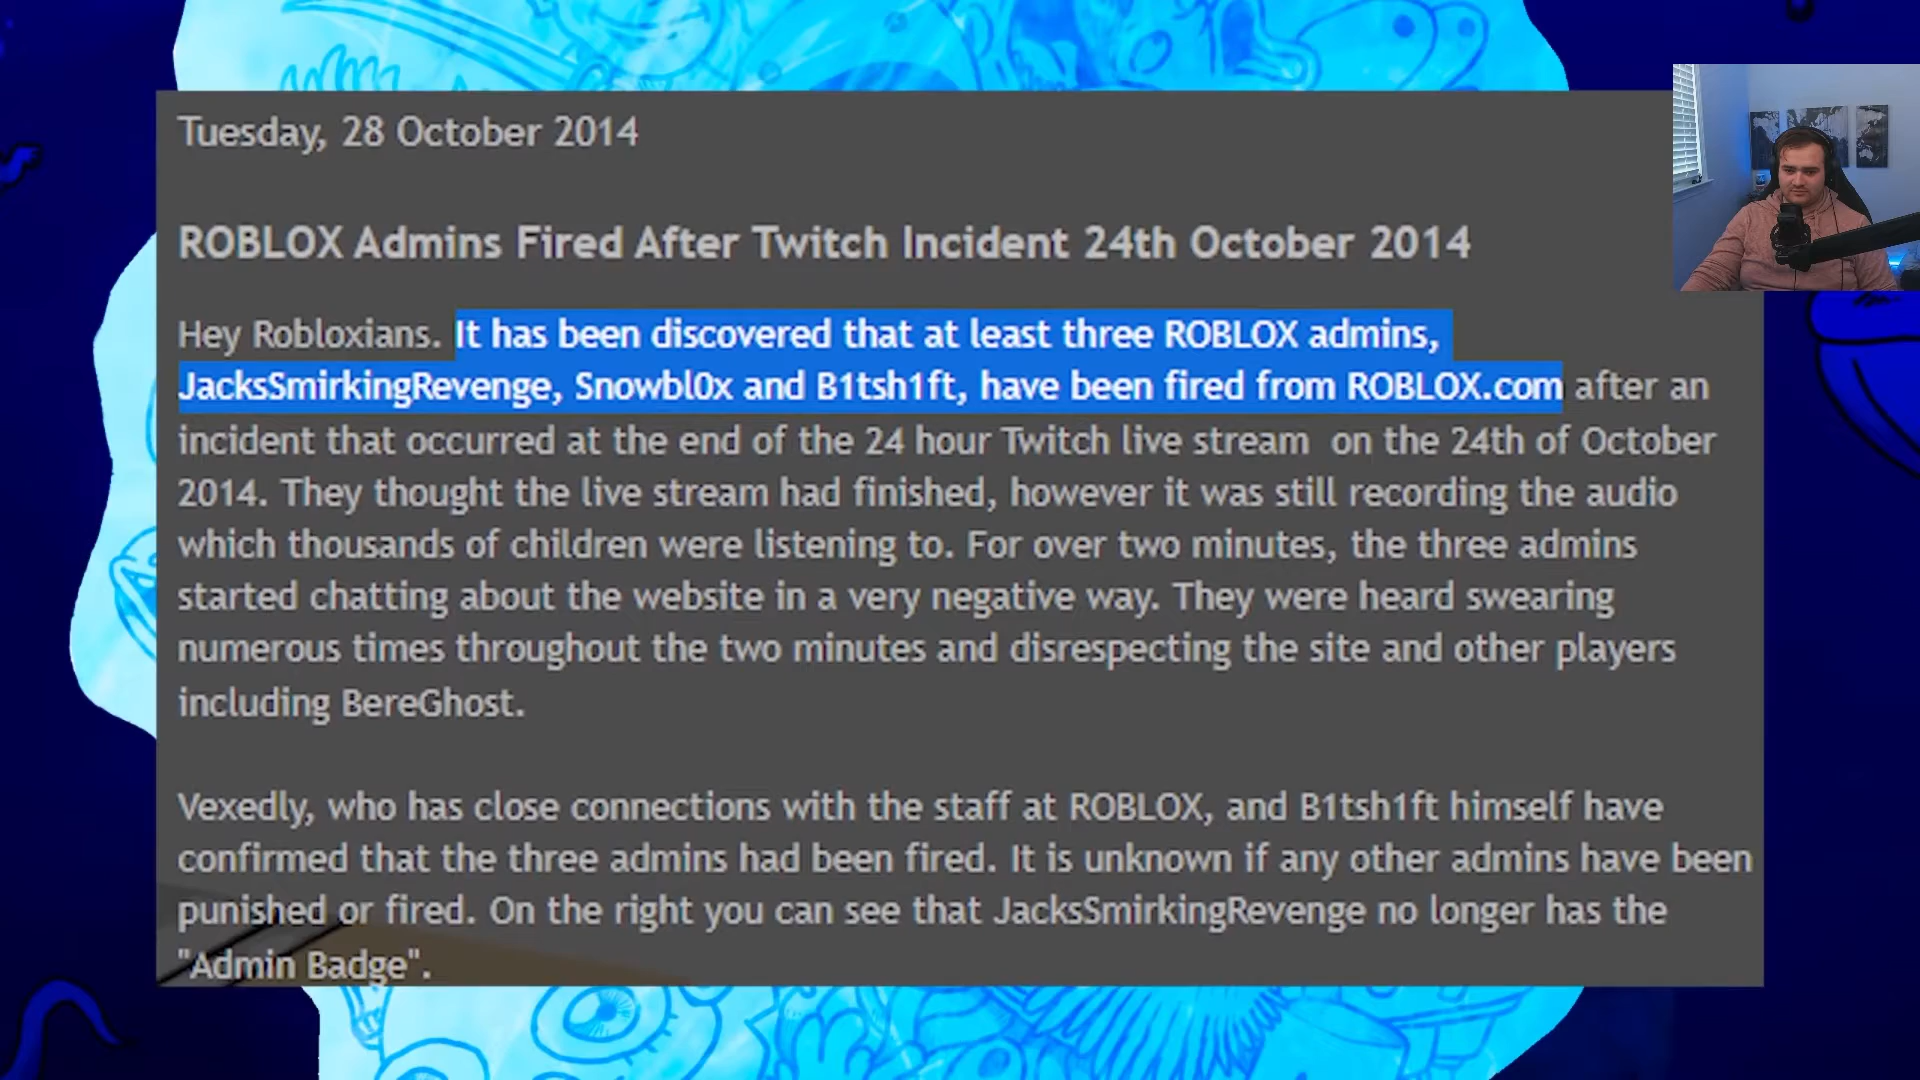 Tuesday, 28 October 2014
ROBLOX Admins Fired After Twitch Incident 24th October 2014
Hey Robloxians. It has been discovered that at least three ROBLOX admins,
JacksSmirkingRevenge, Snowbl0x and B1tsh1ft, have been fired from ROBLOX.com after an
incident that occurred at the end of the 24 hour Twitch live stream on the 24th of October
2014. They thought the live stream had finished, however it was still recording the audio
which thousands of children were listening to. For over two minutes, the three admins
started chatting about the website in a very negative way. They were heard swearing
numerous times throughout the two minutes and disrespecting the site and other players
including BereGhost.
Vexedly, who has close connections with the staff at ROBLOX, and B1tsh1ft himself have
confirmed that the three admins had been fired. It is unknown if any other admins have been
punished or fired. On the right you can see that JacksSmirkingRevenge no longer has the
"Admin Badge".